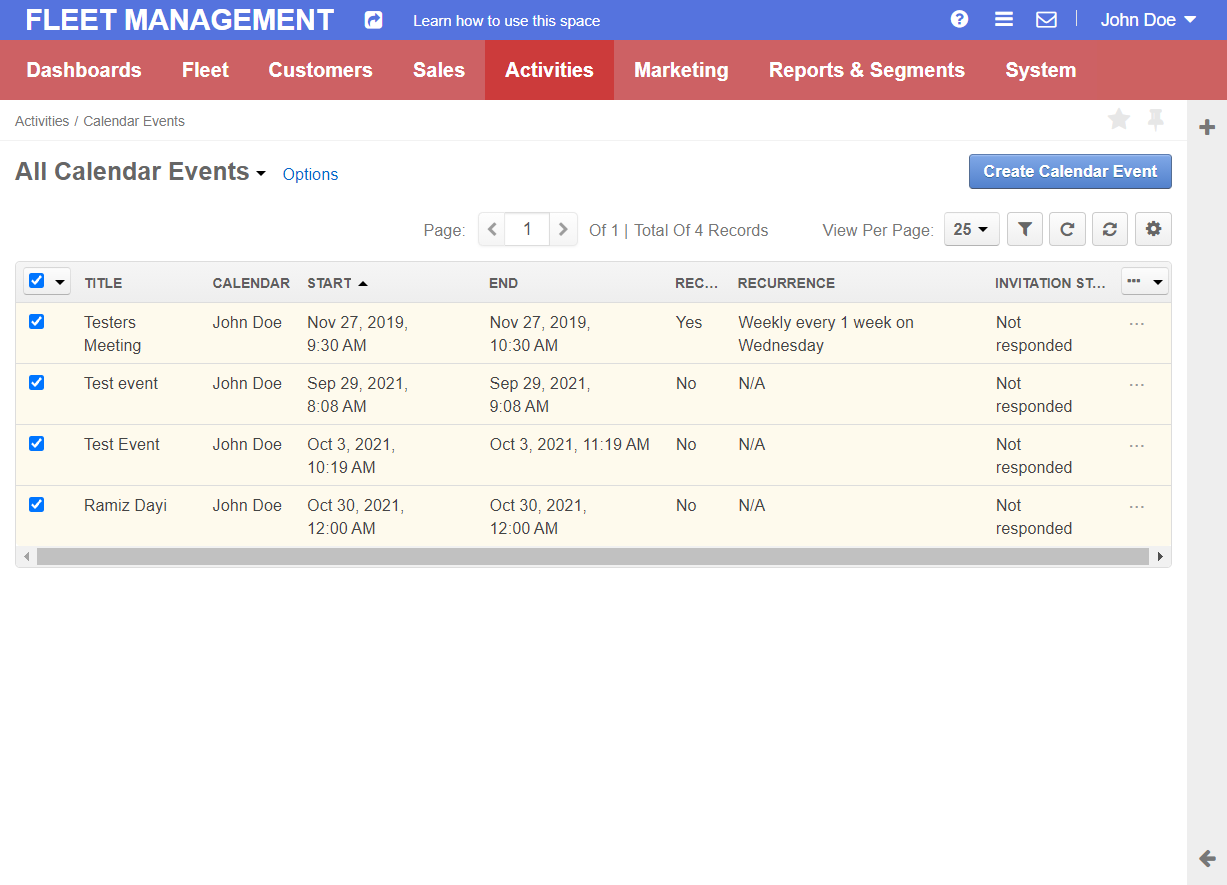 FLEET MANAGEMENT Learn how to use this space John Doe
Dashboards Fleet Customers Sales Activities Marketing Reports & Segments System
Activities / Calendar Events
All Calendar Events Options Create Calendar Event
Page: 1 Of 1 | Total Of 4 Records View Per Page: 25
TITLE CALENDAR START END REC... RECURRENCE INVITATION ST... ...
Testers John Doe Nov 27, 2019, Nov 27, 2019, Yes Weekly every 1 week on Not ...
Meeting 9:30 AM 10:30 AM Wednesday responded
Test event John Doe Sep 29, 2021, Sep 29, 2021, No N/A Not ...
8:08 AM 9:08 AM responded
Test Event John Doe Oct 3, 2021, Oct 3, 2021, 11:19 AM No N/A Not ...
10:19 AM responded
Ramiz Dayi John Doe Oct 30, 2021, Oct 30, 2021, No N/A Not ...
12:00 AM 12:00 AM responded